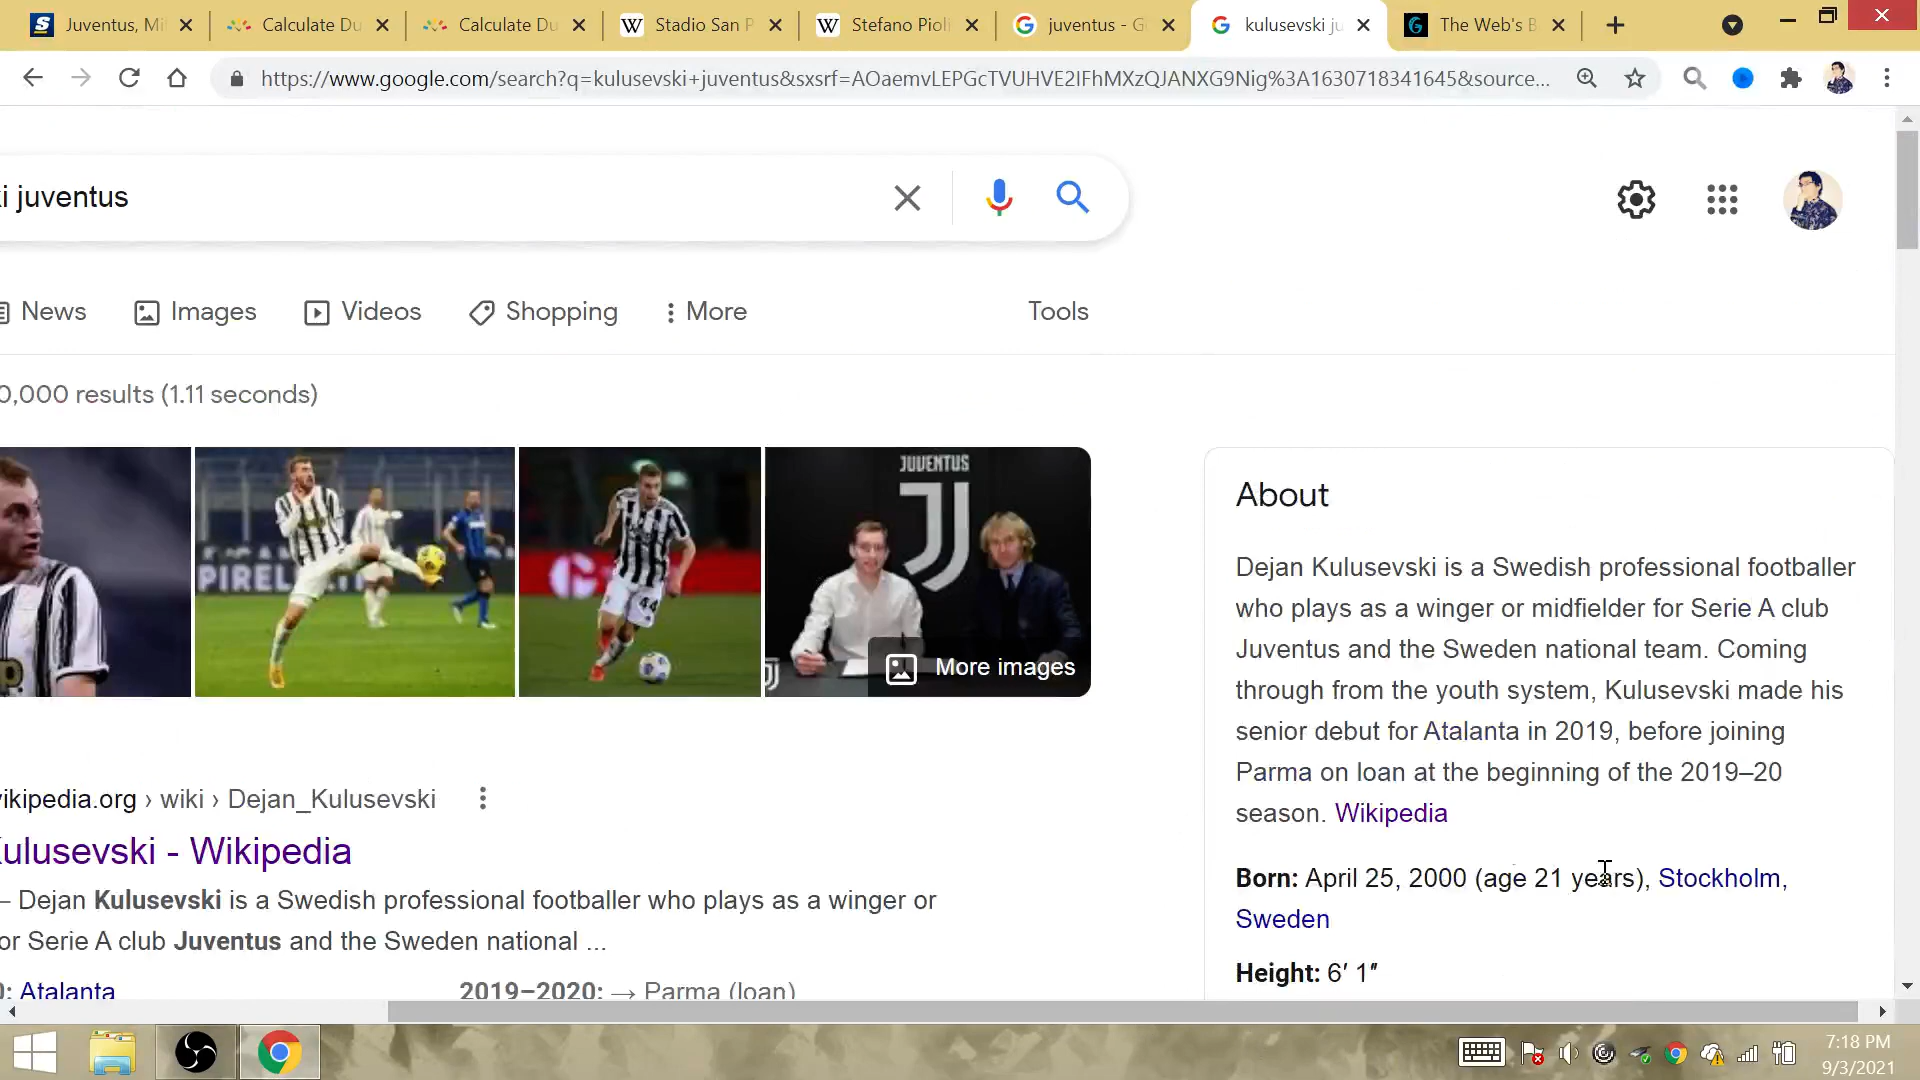 Juventus, Mi
Calculate Du
Calculate Du
Stadio San P
Stefano Pioli
juventus - G
kulusevski ju
The Web's B
https://www.google.com/search?q=kulusevski+juventus&sxsrf=AOaemvLEPGcTVUHVE2IFhMXzQJANXG9Nig%3A1630718341645&source...
i juventus
News
Images
Videos
Shopping
More
Tools
0,000 results (1.11 seconds)
JUVENTUS
PIREL
44
More images
About
Dejan Kulusevski is a Swedish professional footballer
who plays as a winger or midfielder for Serie A club
Juventus and the Sweden national team. Coming
through from the youth system, Kulusevski made his
senior debut for Atalanta in 2019, before joining
Parma on loan at the beginning of the 2019–20
season. Wikipedia
Born: April 25, 2000 (age 21 years), Stockholm,
Sweden
Height: 6′ 1″
ikipedia.org › wiki › Dejan_Kulusevski
ulusevski - Wikipedia
– Dejan Kulusevski is a Swedish professional footballer who plays as a winger or
or Serie A club Juventus and the Sweden national ...
0: Atalanta
2019–2020: → Parma (loan)
7:18 PM
9/3/2021